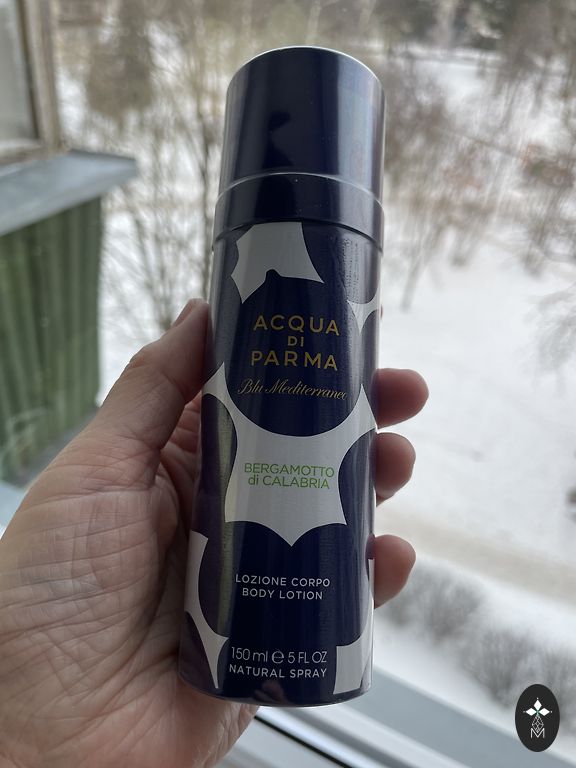 ACQUA
DI
PARMA
Blu Mediterraneo
BERGAMOTTO
di CALABRIA
LOZIONE CORPO
BODY LOTION
150 ml ℮ 5 FL OZ
NATURAL SPRAY
M